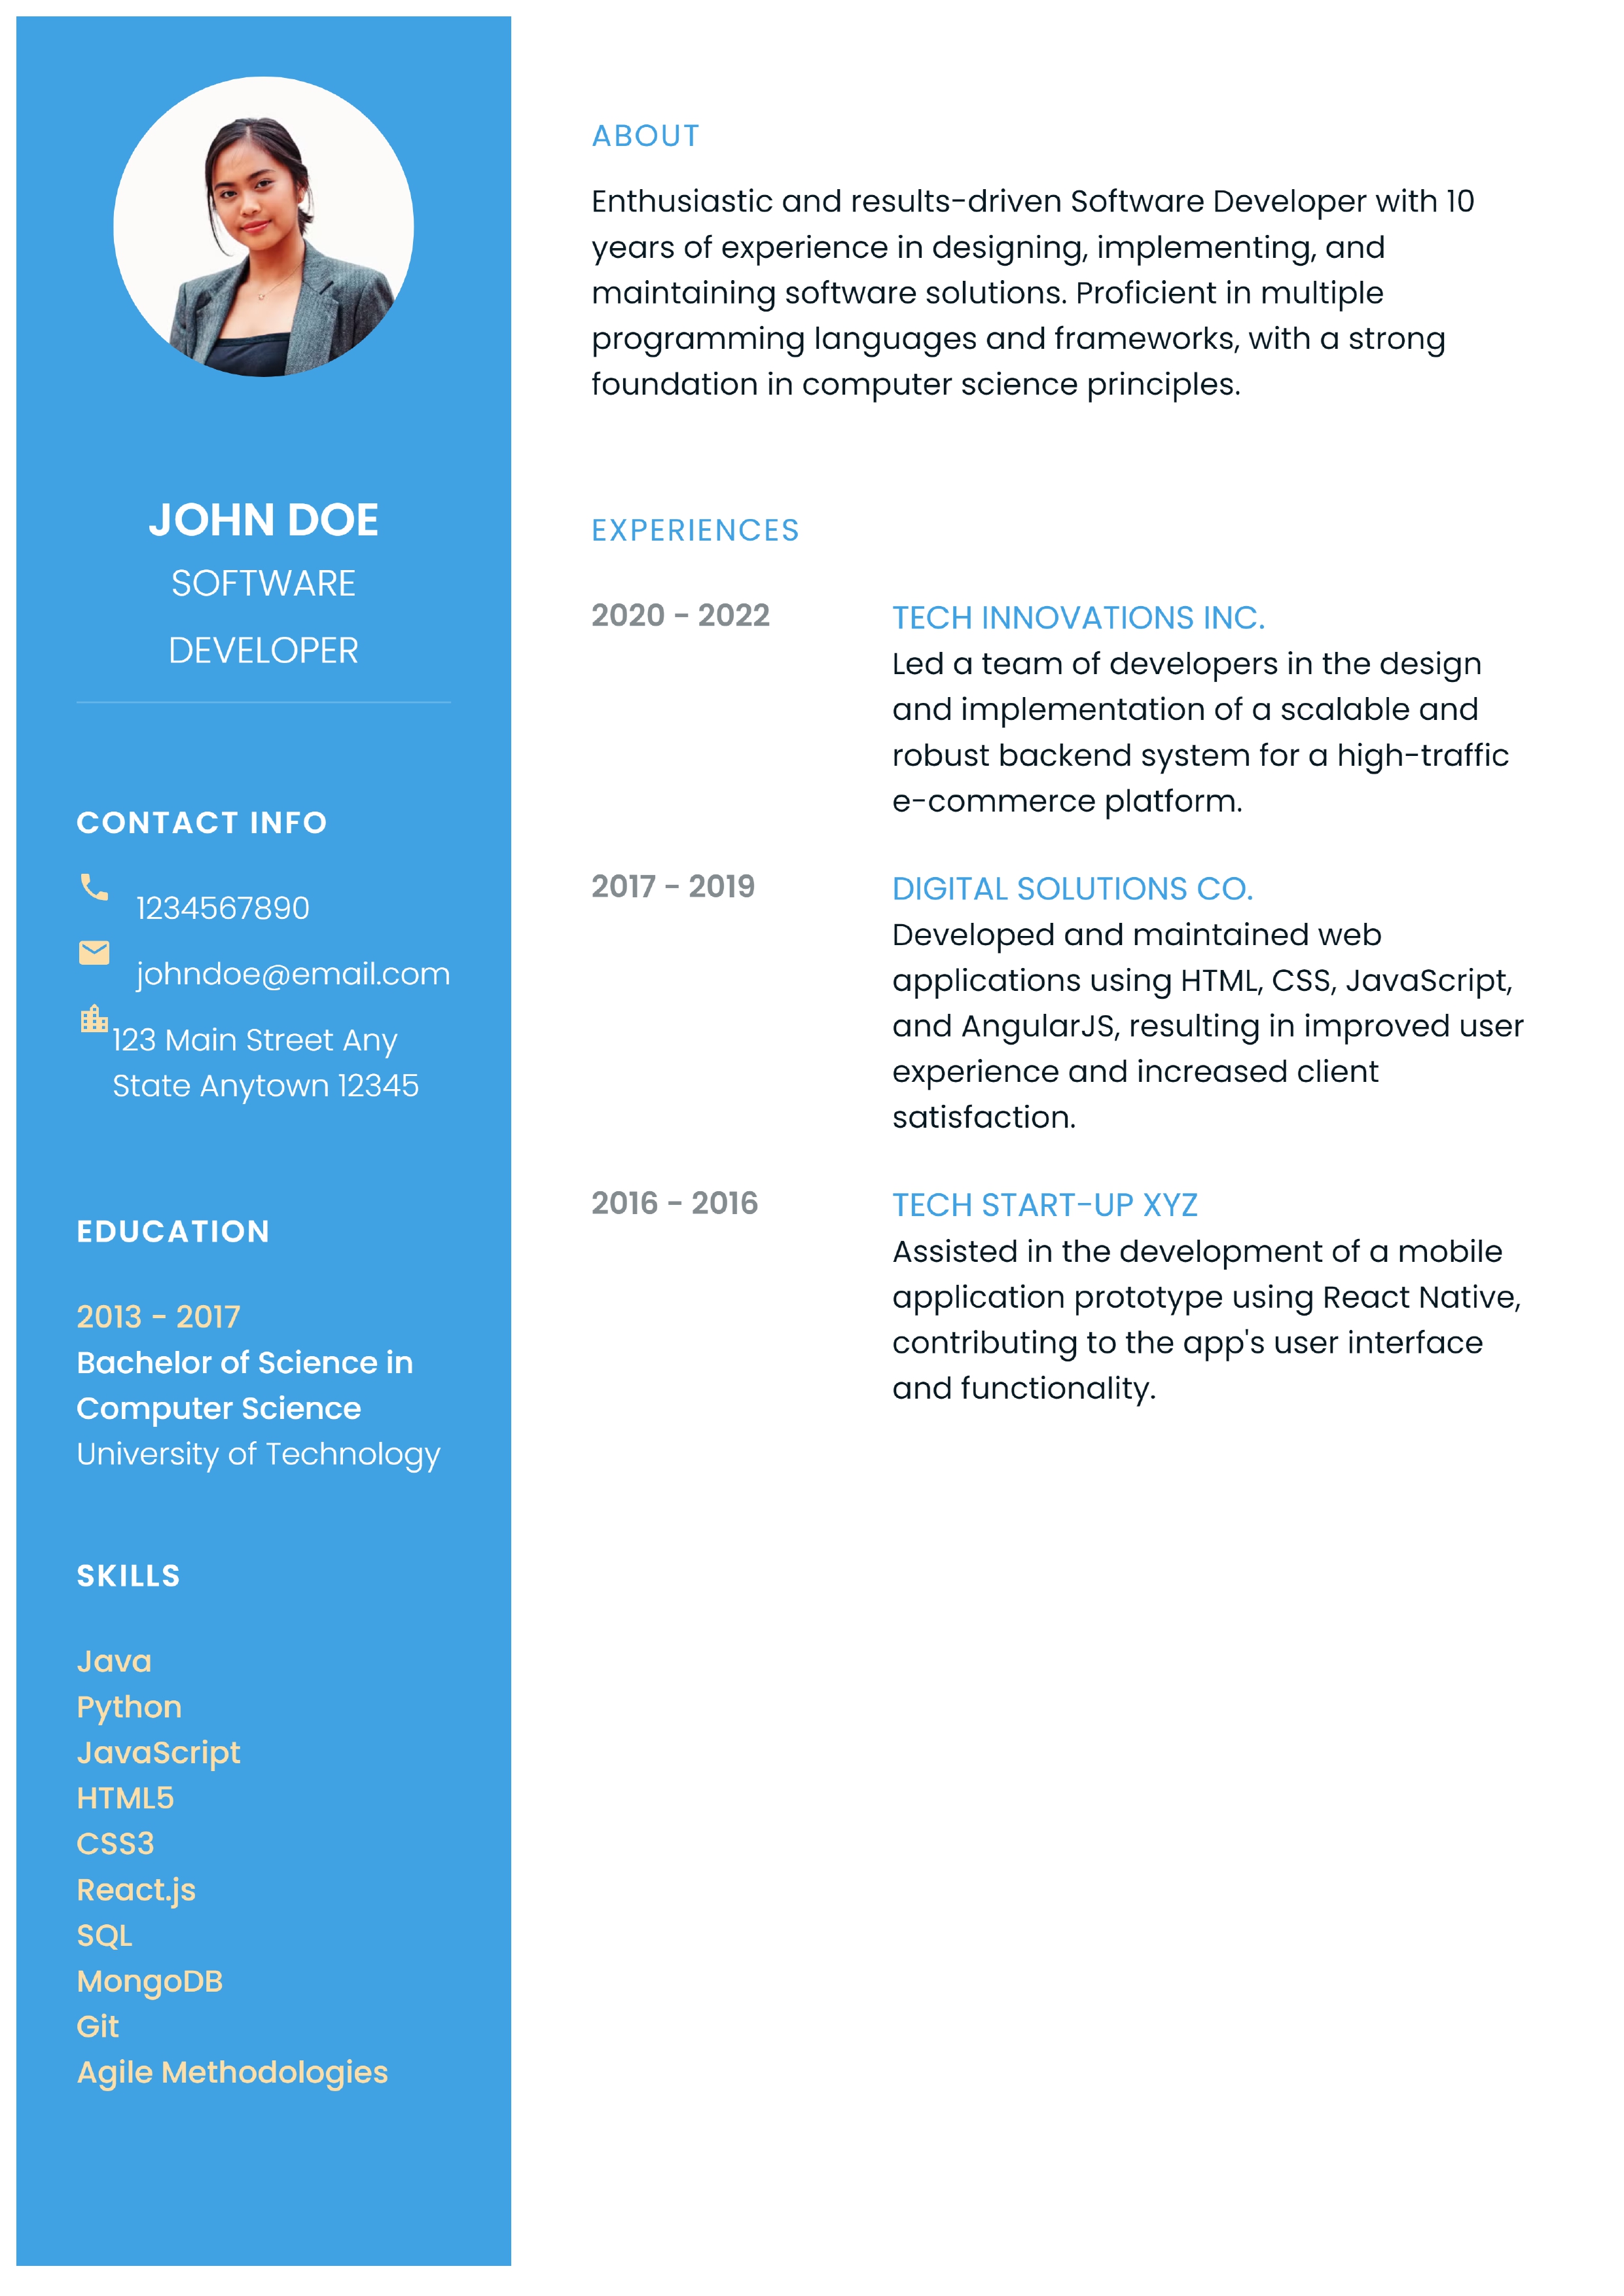 JOHN DOE
SOFTWARE
DEVELOPER
CONTACT INFO
1234567890
johndoe@email.com
123 Main Street Any
State Anytown 12345
EDUCATION
2013 - 2017
Bachelor of Science in
Computer Science
University of Technology
SKILLS
Java
Python
JavaScript
HTML5
CSS3
React.js
SQL
MongoDB
Git
Agile Methodologies
ABOUT
Enthusiastic and results-driven Software Developer with 10
years of experience in designing, implementing, and
maintaining software solutions. Proficient in multiple
programming languages and frameworks, with a strong
foundation in computer science principles.
EXPERIENCES
2020 - 2022
TECH INNOVATIONS INC.
Led a team of developers in the design
and implementation of a scalable and
robust backend system for a high-traffic
e-commerce platform.
2017 - 2019
DIGITAL SOLUTIONS CO.
Developed and maintained web
applications using HTML, CSS, JavaScript,
and AngularJS, resulting in improved user
experience and increased client
satisfaction.
2016 - 2016
TECH START-UP XYZ
Assisted in the development of a mobile
application prototype using React Native,
contributing to the app's user interface
and functionality.